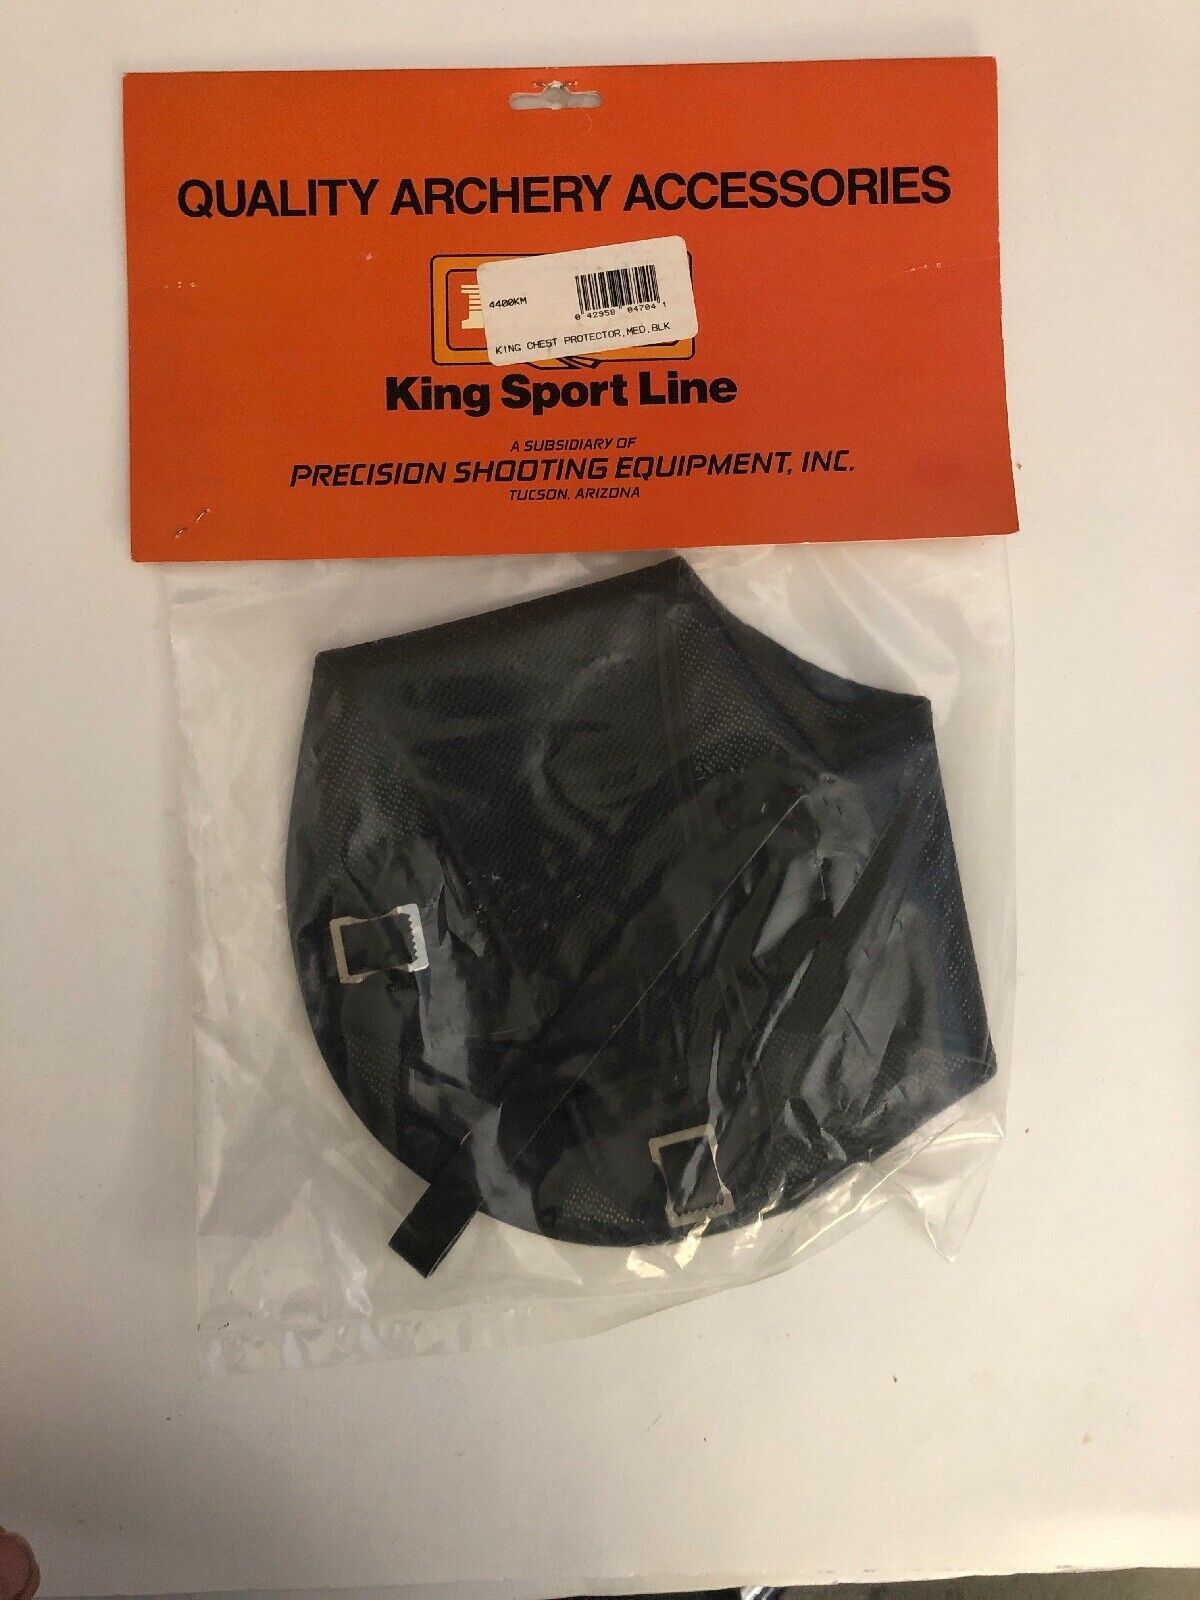 QUALITY ARCHERY ACCESSORIES
4400KM
0 42958 04704 1
KING CHEST PROTECTOR,MED,BLK
King Sport Line
A SUBSIDIARY OF
PRECISION SHOOTING EQUIPMENT, INC.
TUCSON, ARIZONA